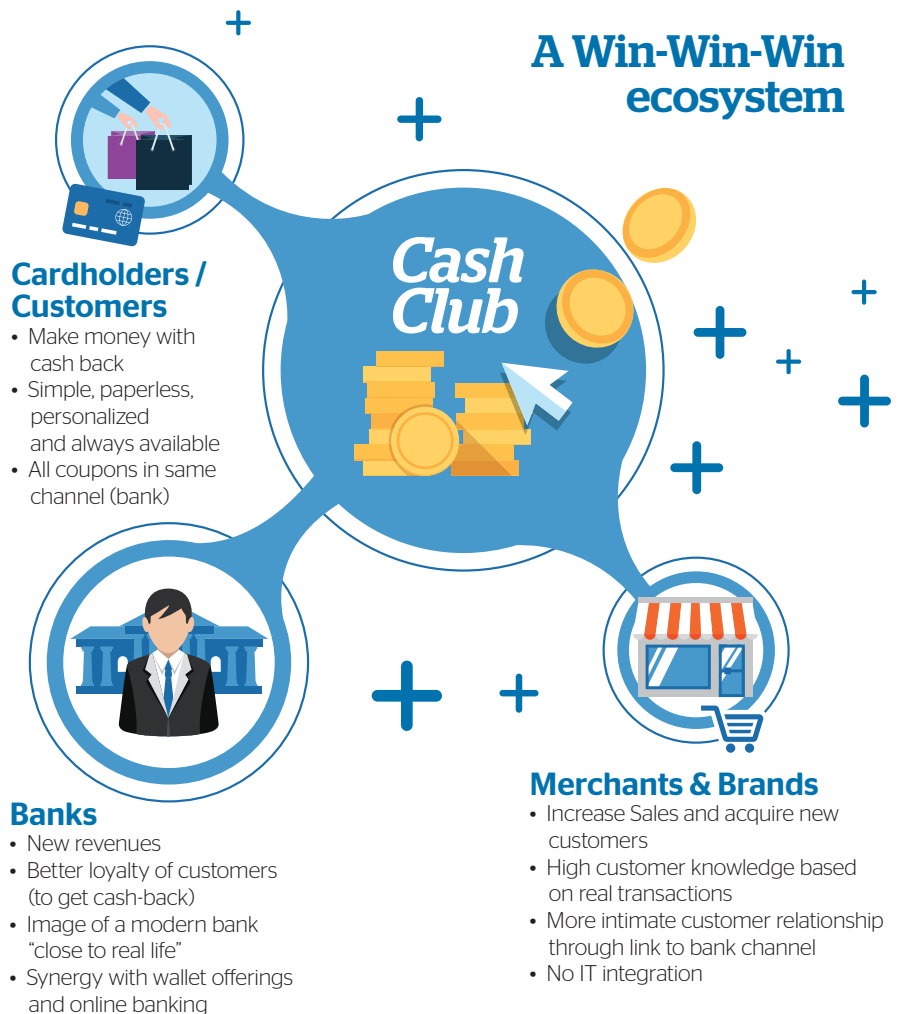 A Win-Win-Win
ecosystem
Cash
Club
Cardholders /
Customers
• Make money with
cash back
• Simple, paperless,
personalized
and always available
• All coupons in same
channel (bank)
Banks
• New revenues
• Better loyalty of customers
(to get cash-back)
• Image of a modern bank
“close to real life”
• Synergy with wallet offerings
and online banking
Merchants & Brands
• Increase Sales and acquire new
customers
• High customer knowledge based
on real transactions
• More intimate customer relationship
through link to bank channel
• No IT integration